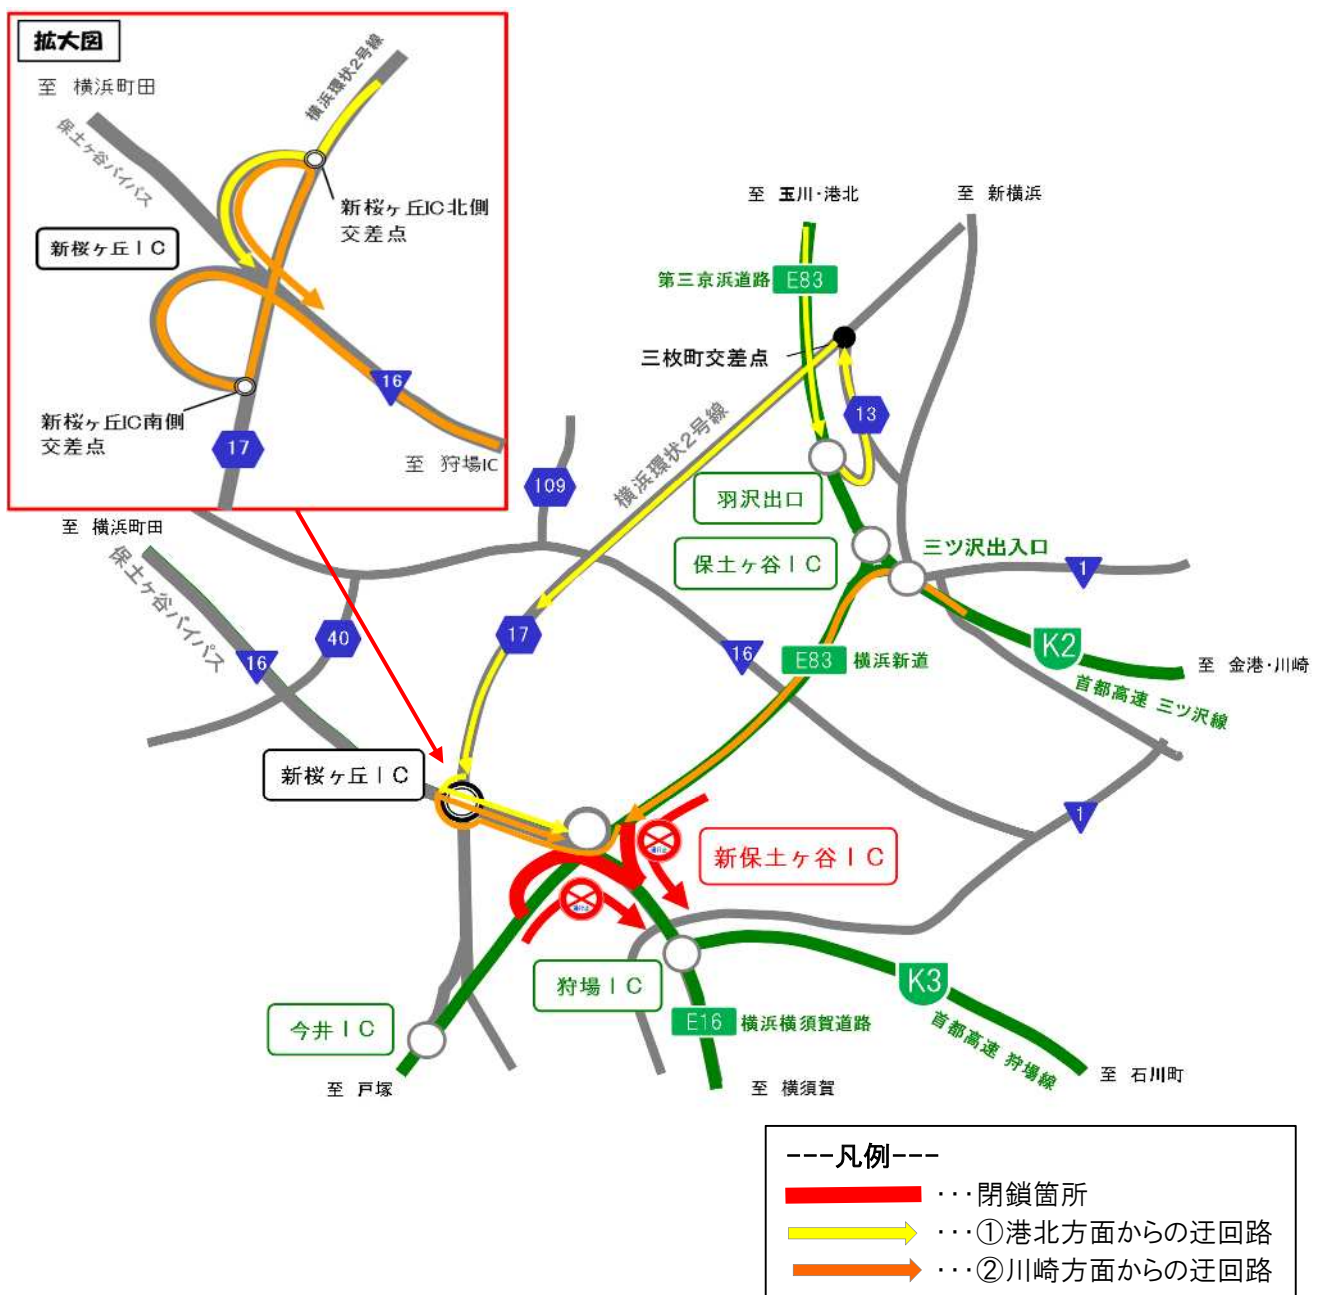 拡大図
至 横浜町田
横浜環状2号線
保土ヶ谷バイパス
新桜ヶ丘IC北側
交差点
新桜ヶ丘IC
16
新桜ヶ丘IC南側
交差点
17
至 狩場IC
至 玉川・港北
至 新横浜
第三京浜道路
E83
三枚町交差点
13
横浜環状2号線
109
羽沢出口
至 横浜町田
保土ヶ谷IC
三ツ沢出入口
1
保土ヶ谷バイパス
40
17
16
16
E83
横浜新道
K2
至 金港・川崎
首都高速 三ツ沢線
新桜ヶ丘IC
1
新保土ヶ谷IC
狩場IC
K3
今井IC
E16
横浜横須賀道路
首都高速 狩場線
至 戸塚
至 横須賀
至 石川町
---凡例---
・・・閉鎖箇所
・・・①港北方面からの迂回路
・・・②川崎方面からの迂回路